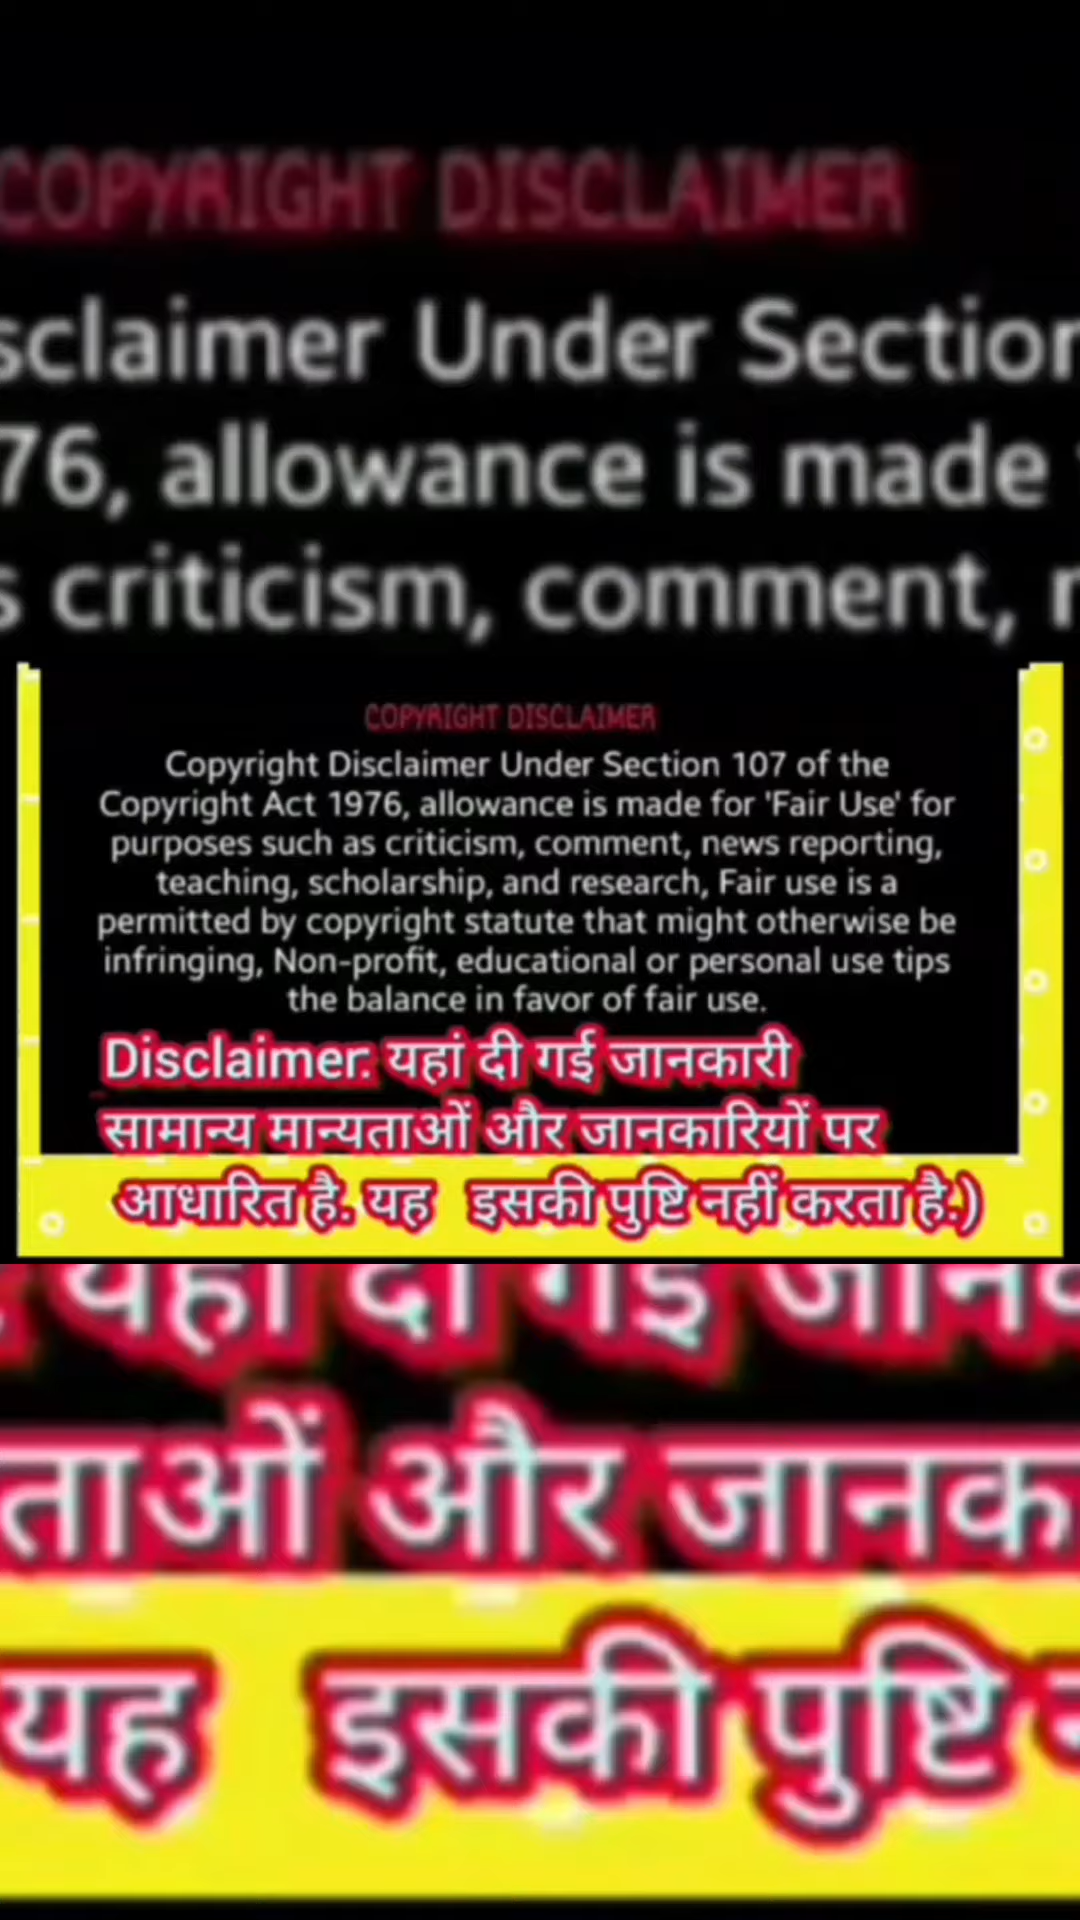 COPYRIGHT DISCLAIMER
sclaimer Under Section
76, allowance is made
s criticism, comment,
COPYRIGHT DISCLAIMER
Copyright Disclaimer Under Section 107 of the
Copyright Act 1976, allowance is made for 'Fair Use' for
purposes such as criticism, comment, news reporting,
teaching, scholarship, and research, Fair use is a
permitted by copyright statute that might otherwise be
infringing, Non-profit, educational or personal use tips
the balance in favor of fair use.
Disclaimer: यहां दी गई जानकारी
सामान्य मान्यताओं और जानकारियों पर
आधारित है. यह इसकी पुष्टि नहीं करता है.)
यहां दी गई जानक
ताओं और जानक
यह इसकी पुष्टि